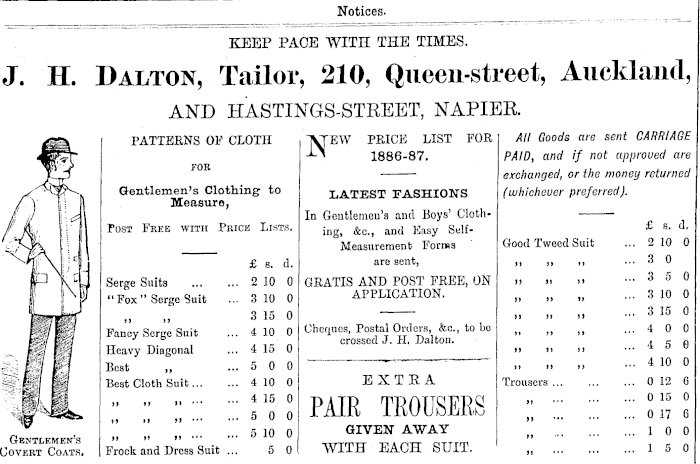 Notices.
KEEP PACE WITH THE TIMES.
J. H. DALTON, Tailor, 210, Queen-street, Auckland,
AND HASTINGS-STREET, NAPIER.
GENTLEMEN'S
COVERT COATS.
PATTERNS OF CLOTH
FOR
Gentlemen's Clothing to
Measure,
POST FREE WITH PRICE LISTS.
£ s. d.
Serge Suits ... ... 2 10 0
"Fox" Serge Suit ... 3 10 0
,, ,, 3 15 0
Fancy Serge Suit ... 4 10 0
Heavy Diagonal ... 4 15 0
Best ,, ... 5 0 0
Best Cloth Suit ... ... 4 10 0
,, ,, ,, ... 4 15 0
,, ,, ,, ... 5 0 0
,, ,, ,, ... 5 10 0
Frock and Dress Suit ... 5 0
NEW PRICE LIST FOR
1886-87.
LATEST FASHIONS
In Gentlemen's and Boys' Cloth-
ing, &c., and Easy Self-
Measurement Forms
are sent,
GRATIS AND POST FREE, ON
APPLICATION.
Cheques, Postal Orders, &c., to be
crossed J. H. Dalton.
EXTRA
PAIR TROUSERS
GIVEN AWAY
WITH EACH SUIT.
All Goods are sent CARRIAGE
PAID, and if not approved are
exchanged, or the money returned
(whichever preferred).
£ s. d.
Good Tweed Suit ... 2 10 0
,, ,, ,, ... 3 0
,, ,, ,, ... 3 5 0
,, ,, ,, ... 3 10 0
,, ,, ,, ... 3 15 0
,, ,, ,, ... 4 0 0
,, ,, ,, ... 4 5 0
,, ,, ,, ... 4 10 0
Trousers ... ... ... 0 12 6
,, ... ... ... 0 15 0
,, ... ... ... 0 17 6
,, ... ... ... 1 0 0
,, ... ... ... 1 5 0